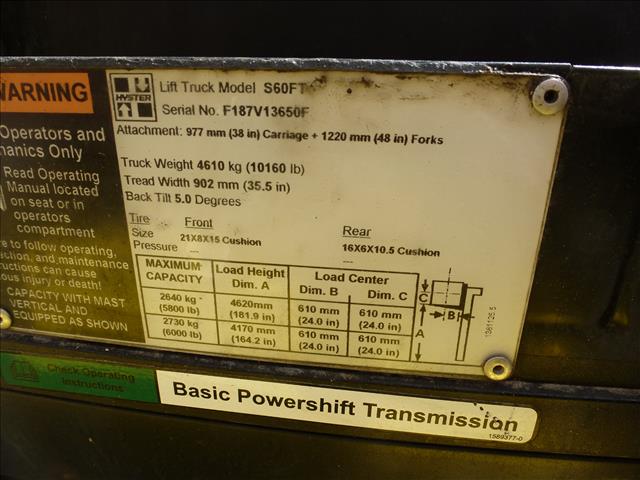 WARNING
Operators and
hanics Only
Read Operating
Manual located
on seat or in
operators
compartment
re to follow operating,
action, and maintenance
ructions can cause
ous injury or death!
CAPACITY WITH MAST
VERTICAL AND
EQUIPPED AS SHOWN
HYSTER
Lift Truck Model S60FT
Serial No. F187V13650F
Attachment: 977 mm (38 in) Carriage + 1220 mm (48 in) Forks
Truck Weight 4610 kg (10160 lb)
Tread Width 902 mm (35.5 in)
Back Tilt 5.0 Degrees
Tire Front Rear
Size 21X8X15 Cushion 16X6X10.5 Cushion
Pressure --- ---
MAXIMUM CAPACITY Load Height Dim. A Load Center Dim. B Dim. C
2640 kg (5800 lb) 4620mm (181.9 in) 610 mm (24.0 in) 610 mm (24.0 in)
2730 kg (6000 lb) 4170 mm (164.2 in) 610 mm (24.0 in) 610 mm (24.0 in)
C
B
A
Check Operating
Instructions
Basic Powershift Transmission
1589377-0